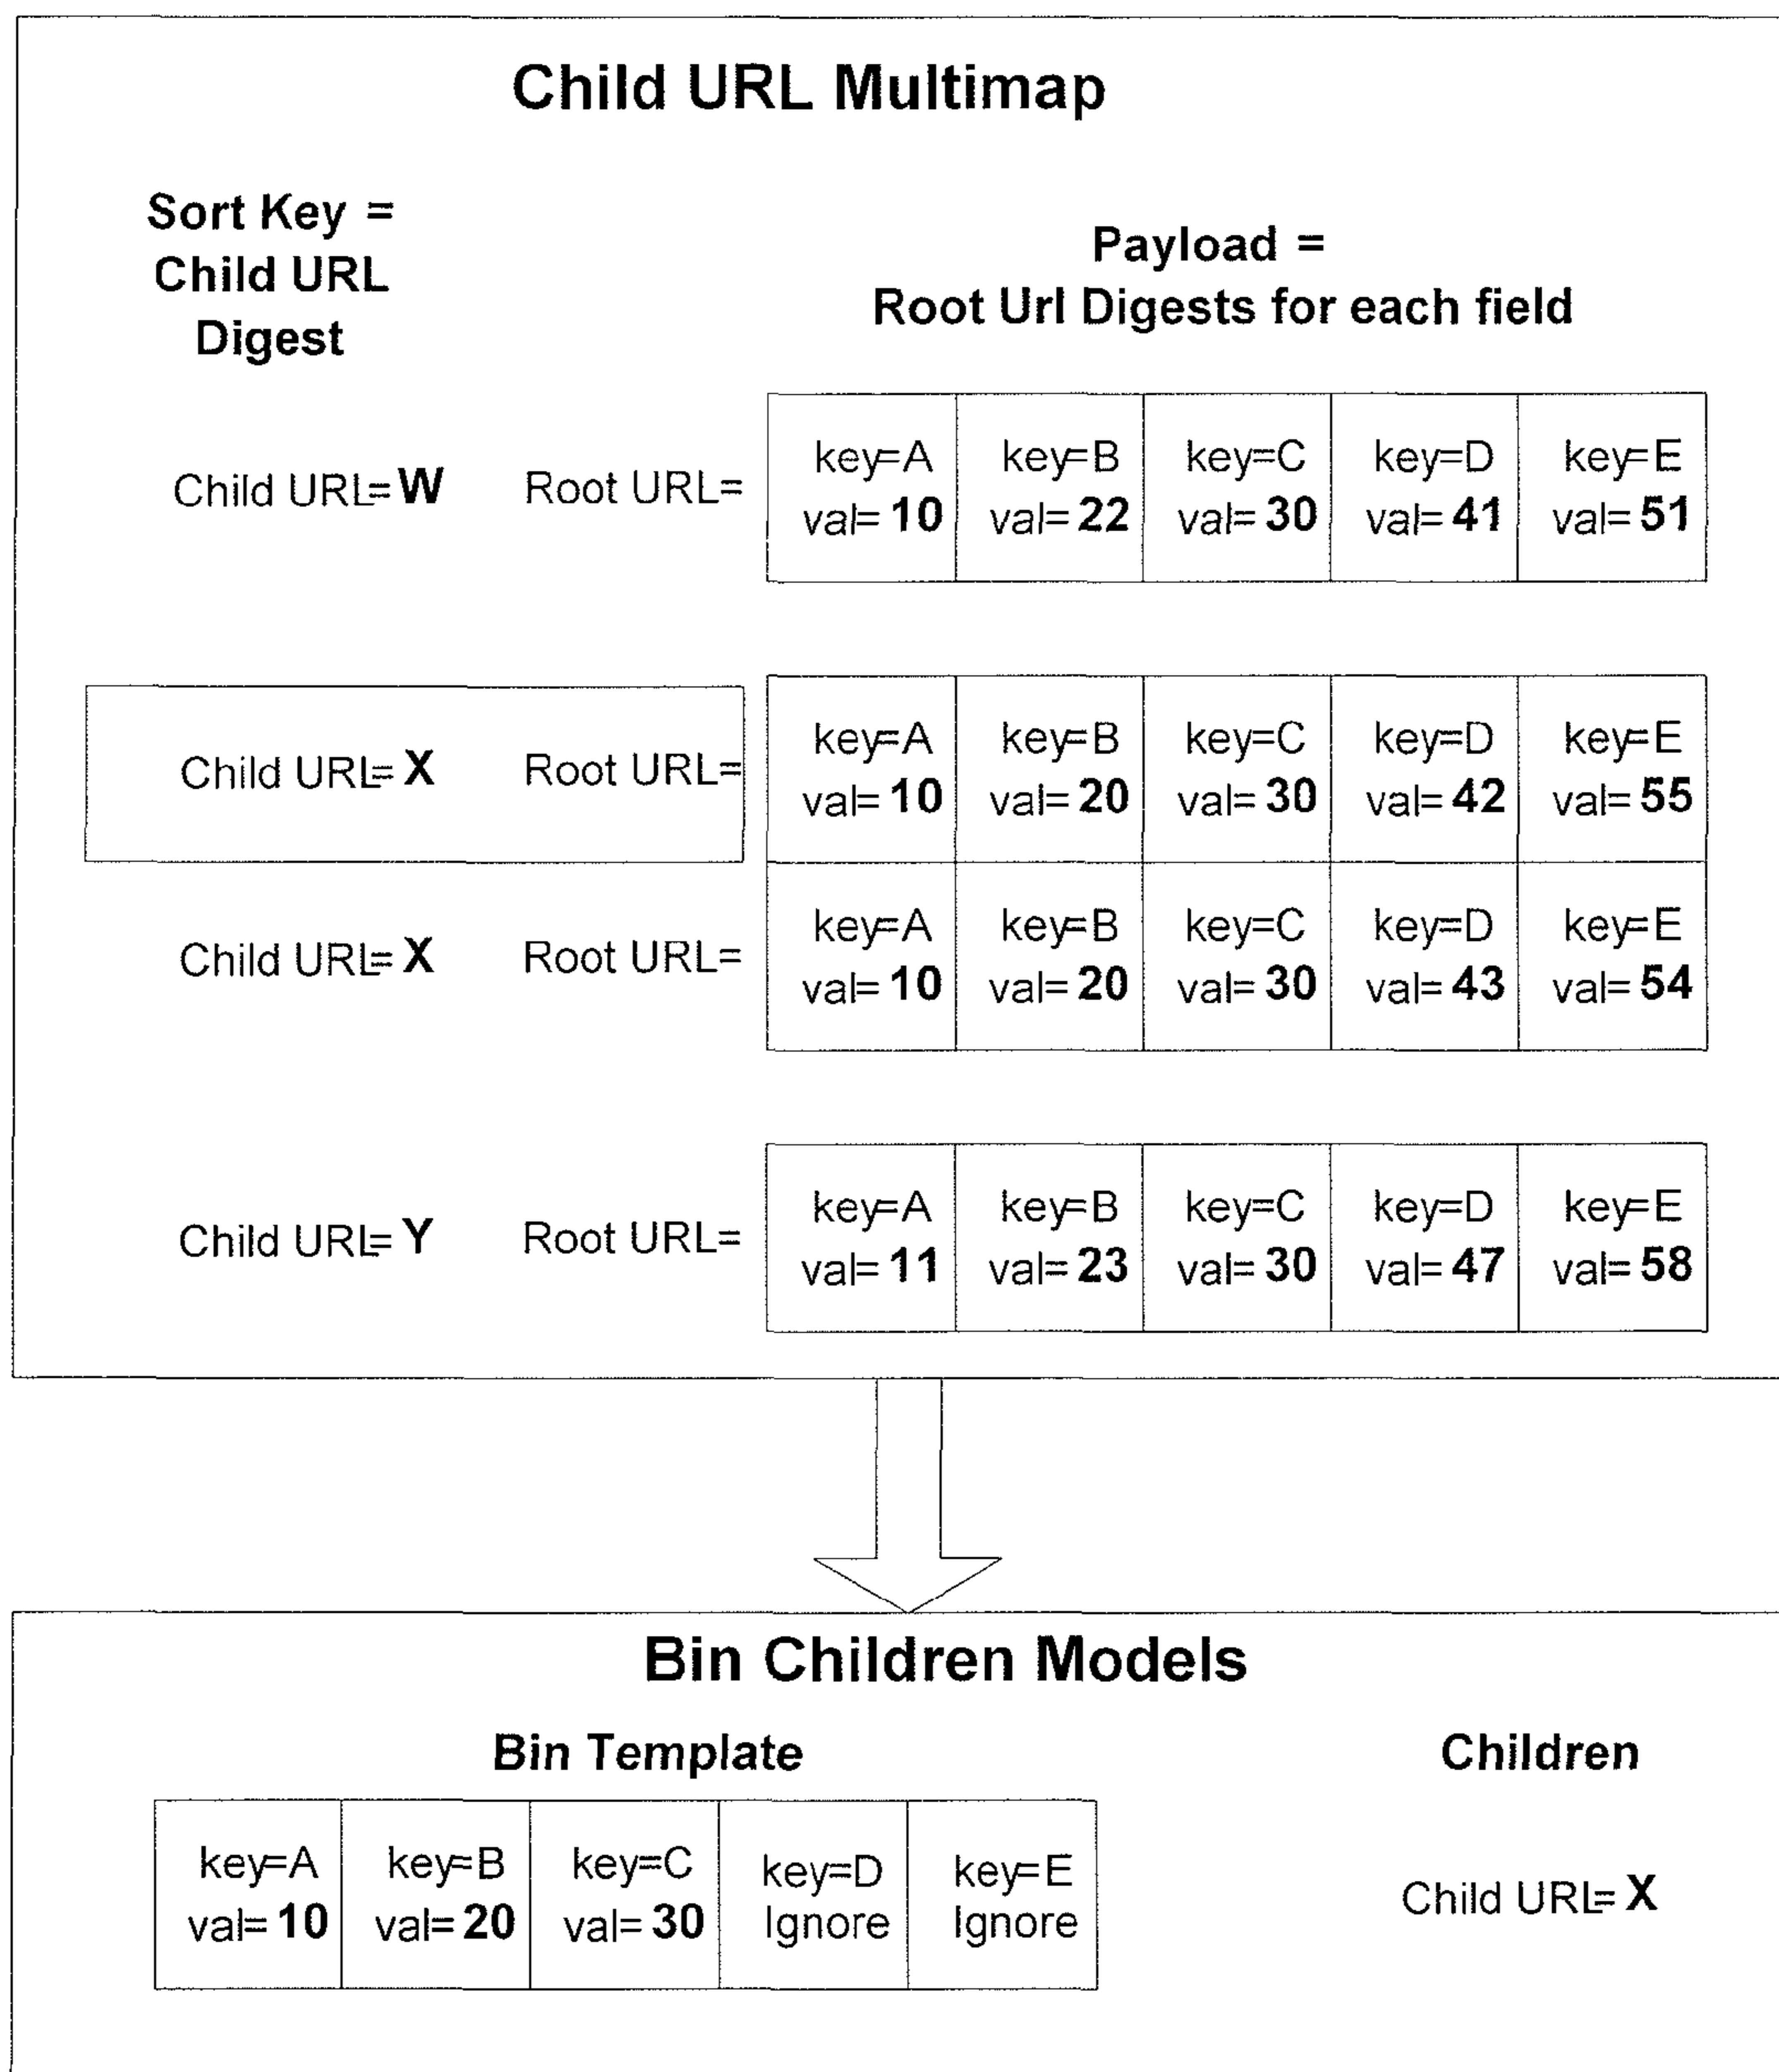 Child URL Multimap
Sort Key =
Child URL
Digest
Payload =
Root Url Digests for each field
Child URL=W Root URL=
key=A key=B key=C key=D key=E
val=10 val=22 val=30 val=41 val=51
Child URL=X Root URL=
key=A key=B key=C key=D key=E
val=10 val=20 val=30 val=42 val=55
Child URL=X Root URL=
key=A key=B key=C key=D key=E
val=10 val=20 val=30 val=43 val=54
Child URL=Y Root URL=
key=A key=B key=C key=D key=E
val=11 val=23 val=30 val=47 val=58
Bin Children Models
Bin Template
Children
key=A key=B key=C key=D key=E
val=10 val=20 val=30 Ignore Ignore
Child URL=X